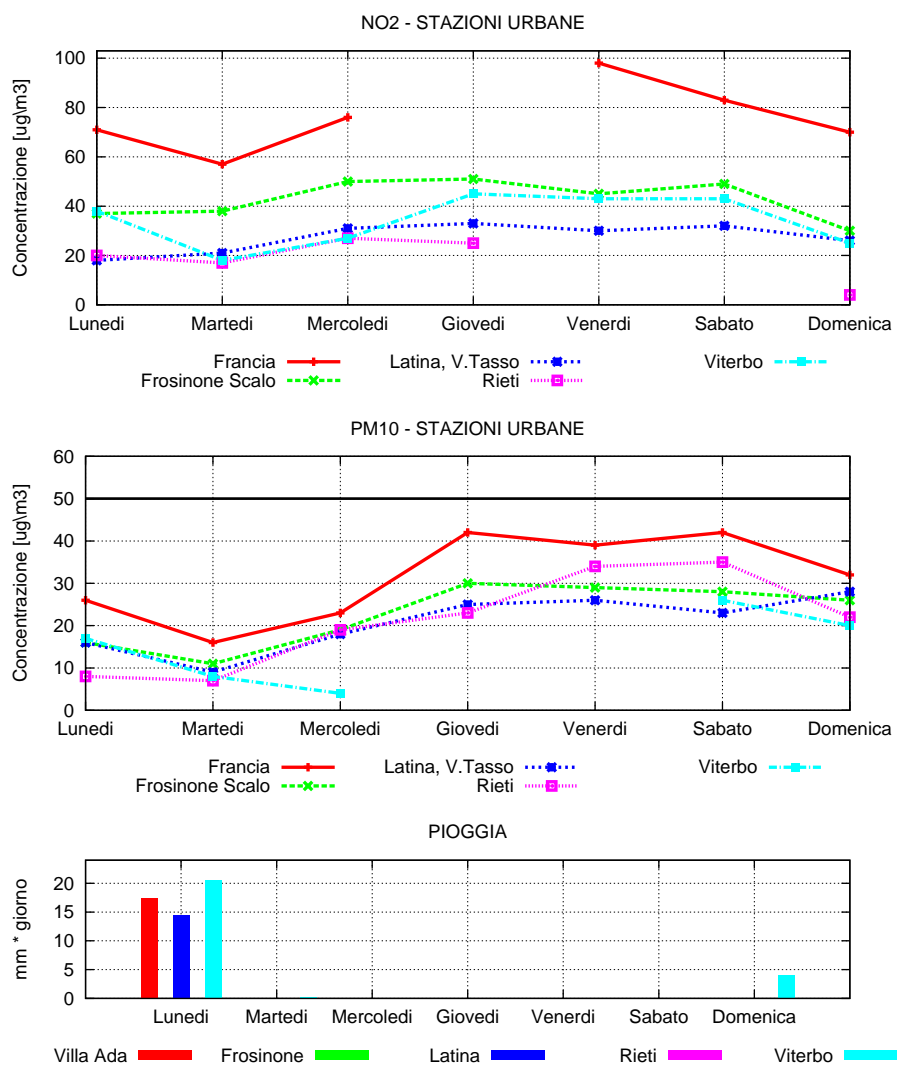 NO2 - STAZIONI URBANE
Concentrazione [ug\m3]
100
80
60
40
20
0
Lunedi Martedi Mercoledi Giovedi Venerdi Sabato Domenica
Francia Latina, V.Tasso Viterbo
Frosinone Scalo Rieti
PM10 - STAZIONI URBANE
Concentrazione [ug\m3]
60
50
40
30
20
10
0
Lunedi Martedi Mercoledi Giovedi Venerdi Sabato Domenica
Francia Latina, V.Tasso Viterbo
Frosinone Scalo Rieti
PIOGGIA
mm * giorno
20
15
10
5
0
Lunedi Martedi Mercoledi Giovedi Venerdi Sabato Domenica
Villa Ada Frosinone Latina Rieti Viterbo